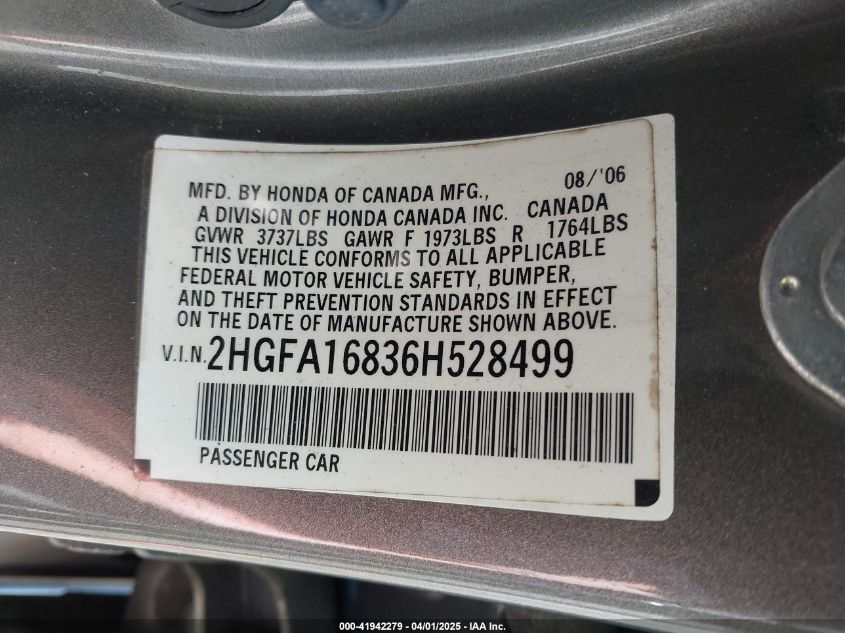 08/'06
MFD. BY HONDA OF CANADA MFG.,
A DIVISION OF HONDA CANADA INC. CANADA
GVWR 3737LBS GAWR F 1973LBS R 1764LBS
THIS VEHICLE CONFORMS TO ALL APPLICABLE
FEDERAL MOTOR VEHICLE SAFETY, BUMPER,
AND THEFT PREVENTION STANDARDS IN EFFECT
ON THE DATE OF MANUFACTURE SHOWN ABOVE.
V.I.N. 2HGFA16836H528499
PASSENGER CAR
000-41942279 - 04/01/2025 - IAA Inc.